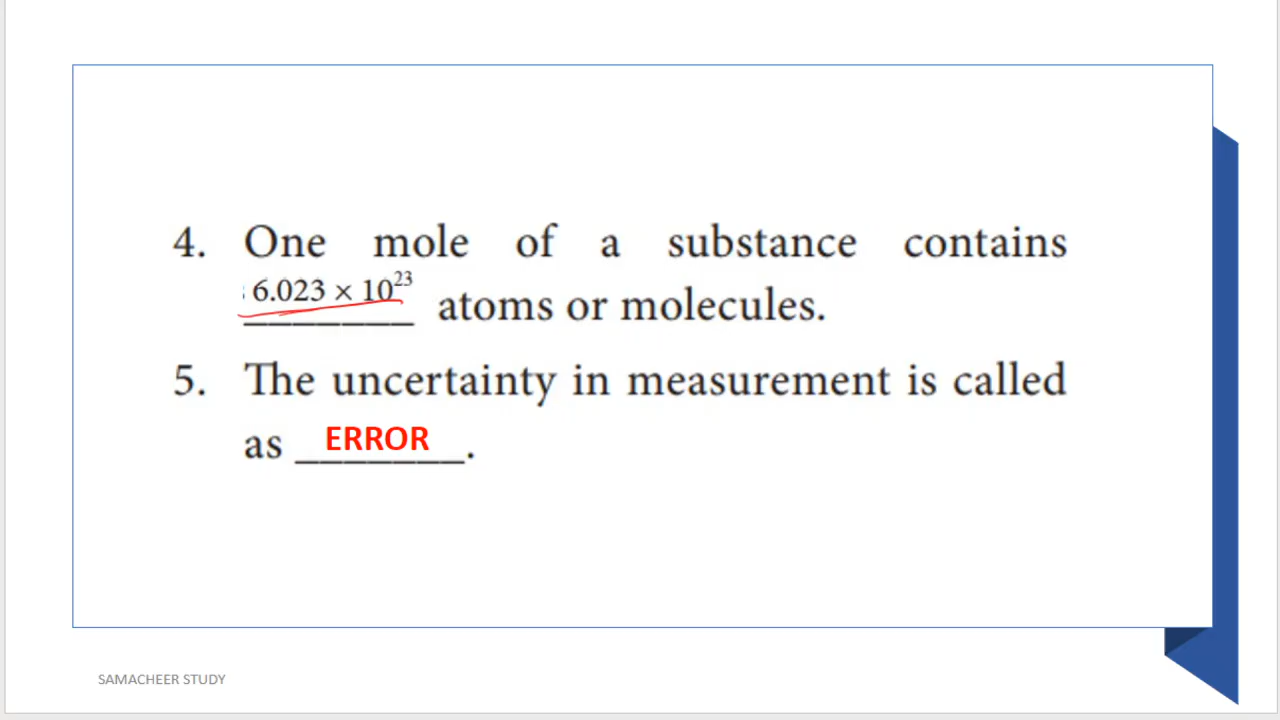 4. One mole of a substance contains
6.023 × 10²³ atoms or molecules.
5. The uncertainty in measurement is called
as ERROR.
SAMACHEER STUDY